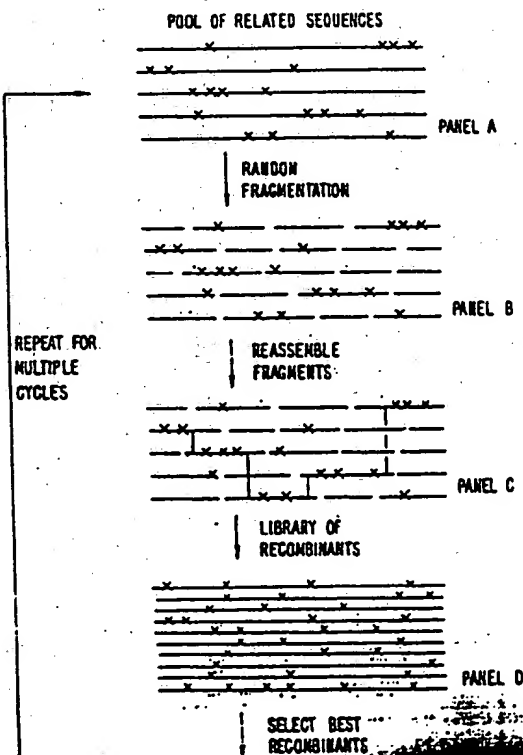 POOL OF RELATED SEQUENCES
PANEL A
RANDOM
FRAGMENTATION
PANEL B
REPEAT FOR
MULTIPLE
CYCLES
REASSEMBLE
FRAGMENTS
PANEL C
LIBRARY OF
RECOMBINANTS
PANEL D
SELECT BEST
RECOMBINANTS